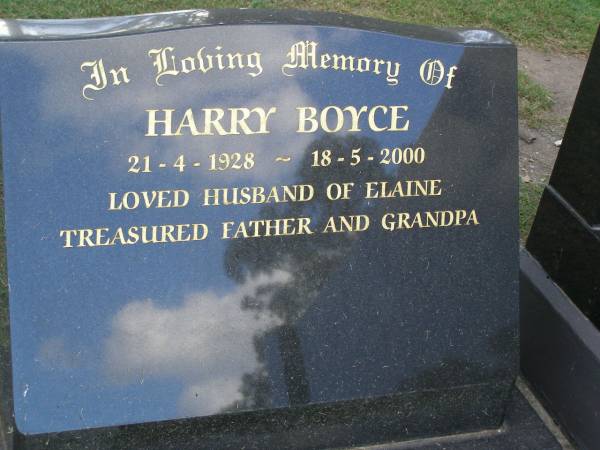 In Loving Memory Of
HARRY BOYCE
21-4-1928 ~ 18-5-2000
LOVED HUSBAND OF ELAINE
TREASURED FATHER AND GRANDPA